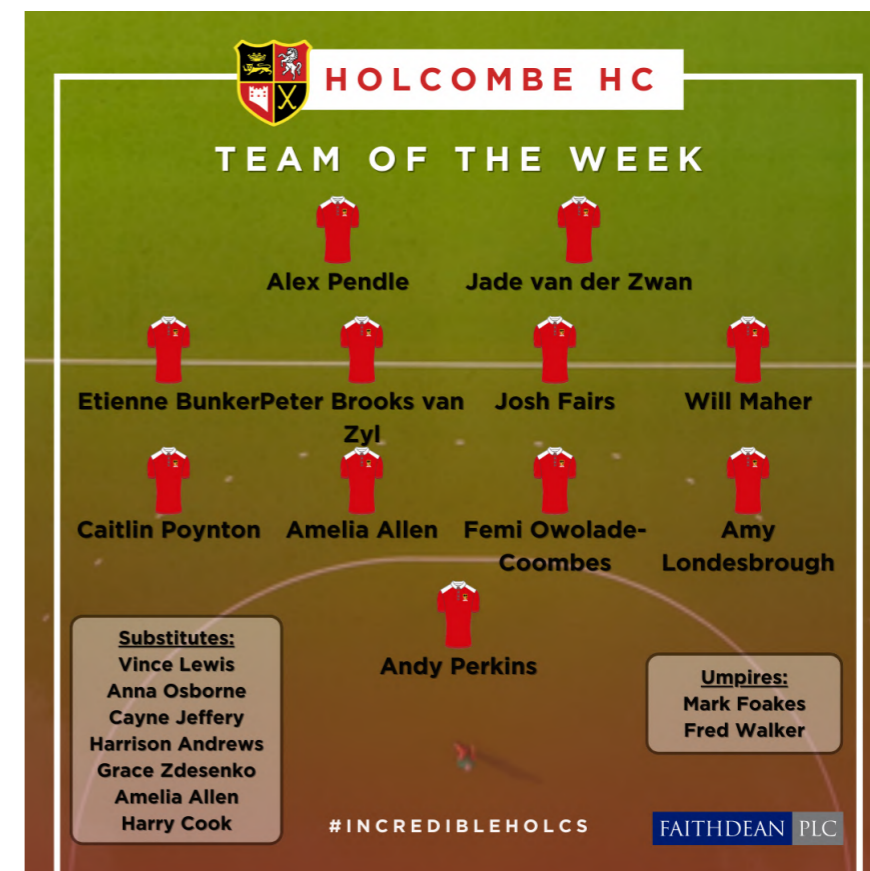 HOLCOMBE HC
TEAM OF THE WEEK
Alex Pendle
Jade van der Zwan
Etienne Bunker
Peter Brooks van
Zyl
Josh Fairs
Will Maher
Caitlin Poynton
Amelia Allen
Femi Owolade-
Coombes
Amy
Londesbrough
Andy Perkins
Substitutes:
Vince Lewis
Anna Osborne
Cayne Jeffery
Harrison Andrews
Grace Zdesenko
Amelia Allen
Harry Cook
Umpires:
Mark Foakes
Fred Walker
#INCREDIBLEHOLCS
FAITHDEAN PLC